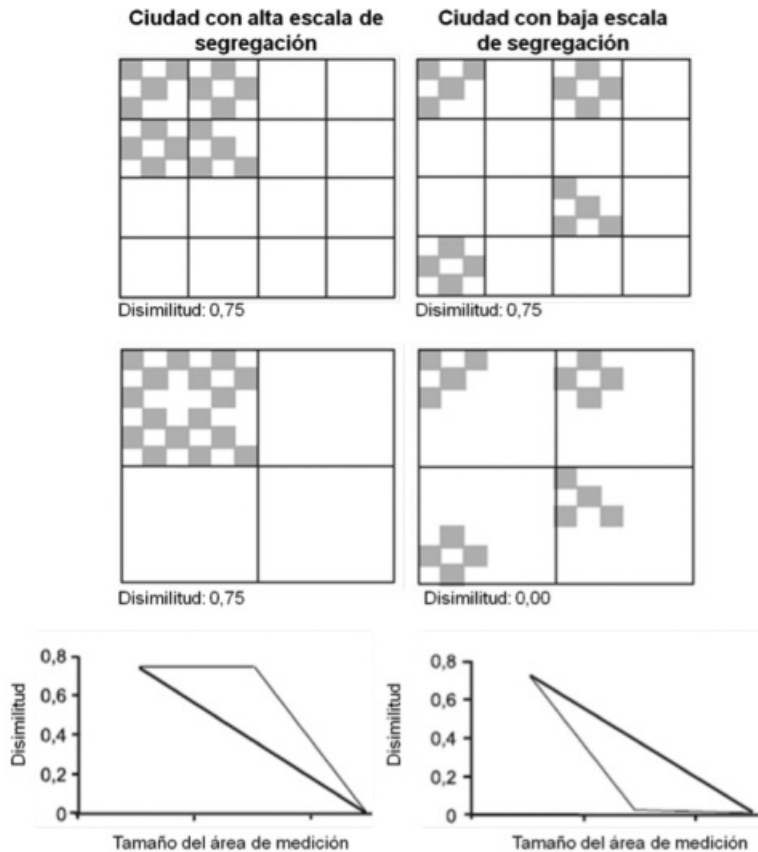 Ciudad con alta escala de
segregación
Ciudad con baja escala
de segregación
Disimilitud: 0,75
Disimilitud: 0,75
Disimilitud: 0,75
Disimilitud: 0,00
Disimilitud
0,8
0,6
0,4
0,2
0
Tamaño del área de medición
Disimilitud
0,8
0,6
0,4
0,2
0
Tamaño del área de medición